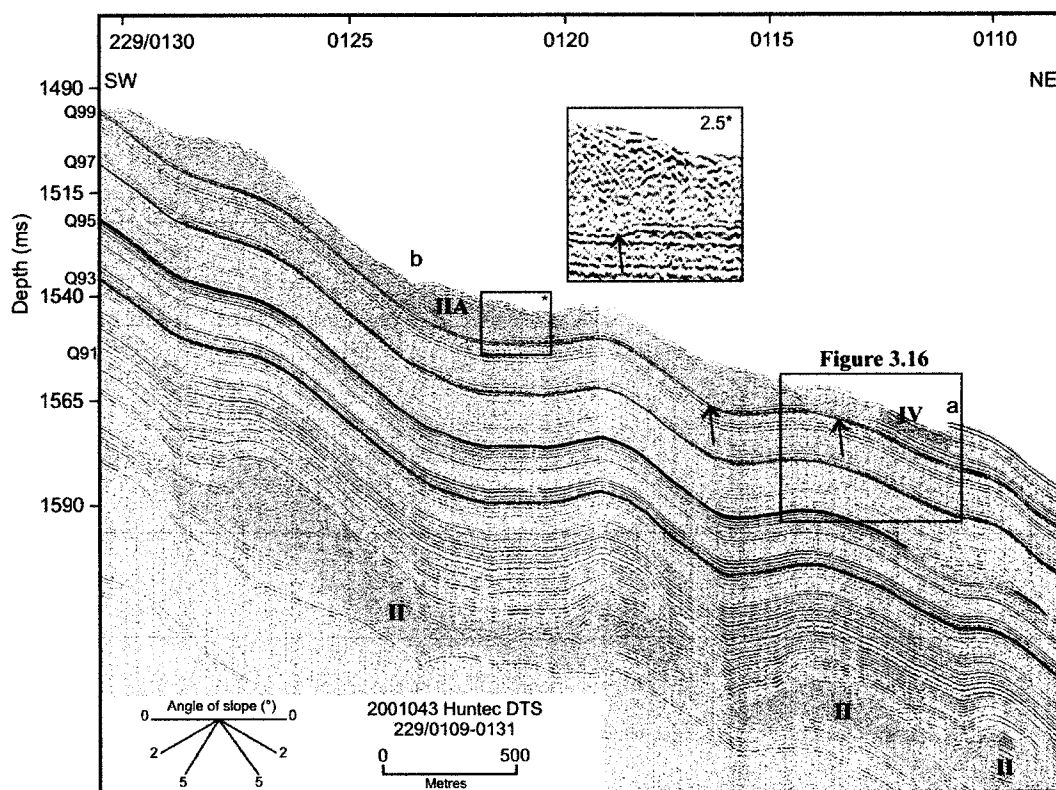 229/0130 0125 0120 0115 0110
SW NE
1490
Q99
Q97
1515
Q95
Q93
1540
Q91
1565
1590
Depth (ms)
2.5*
b
IIA
*
Figure 3.16
IV
a
II
II
II
Angle of slope (°)
0 0
2 2
5 5
2001043 Huntec DTS
229/0109-0131
0 500
Metres